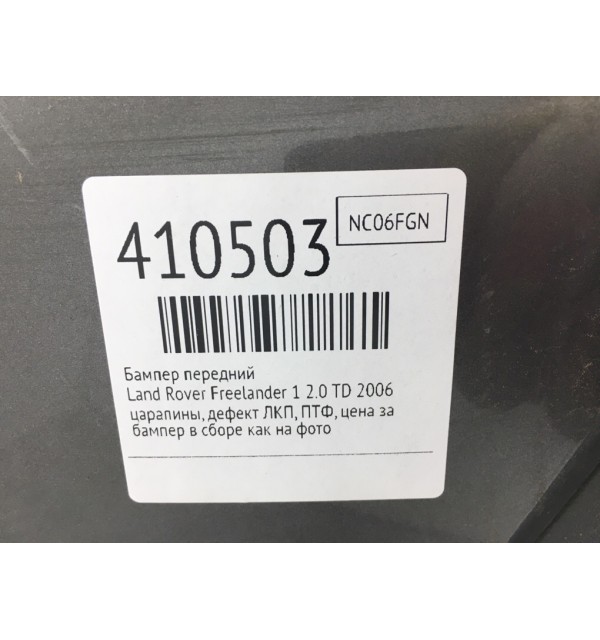 410503
NC06FGN
Бампер передний
Land Rover Freelander 1 2.0 TD 2006
царапины, дефект ЛКП, ПТФ, цена за
бампер в сборе как на фото